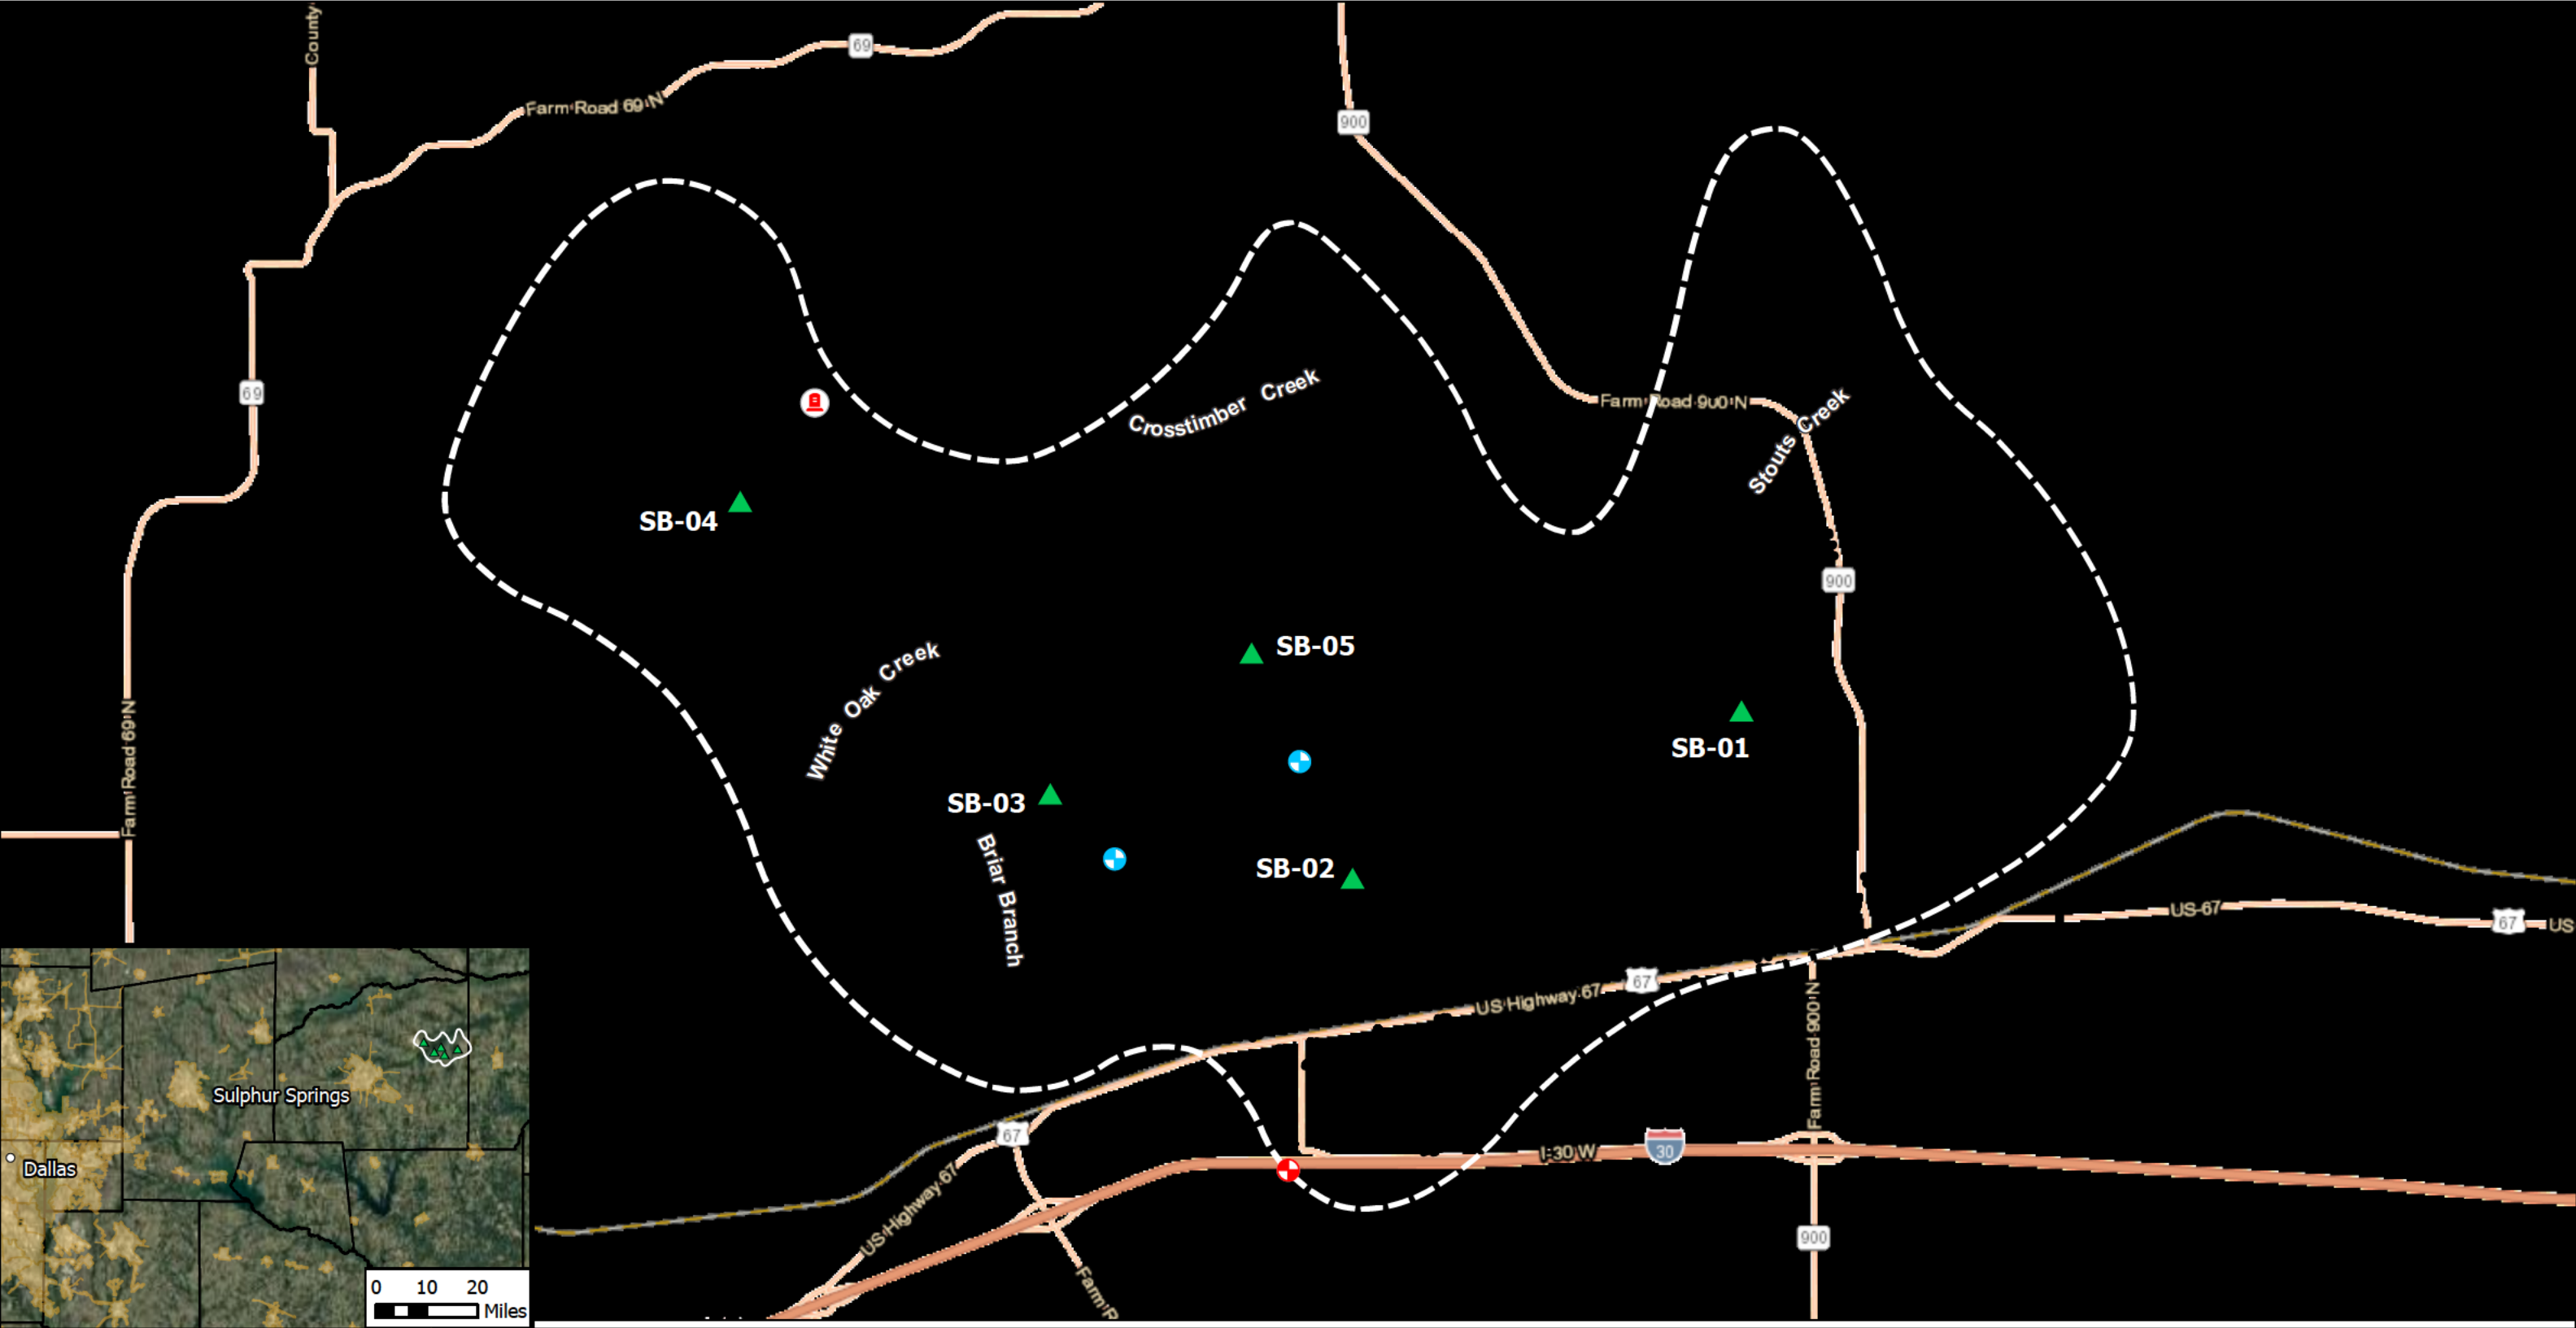 County
69
Farm Road 69 N
900
69
Crosstimber Creek
Farm Road 900 N
Stouts Creek
SB-04
900
SB-05
White Oak Creek
Farm Road 69 N
SB-01
SB-03
SB-02
Briar Branch
US 67
67
US
67
US Highway 67
Farm Road 900 N
67
I-30 W
30
US Highway 67
900
Sulphur Springs
Dallas
0 10 20
Miles